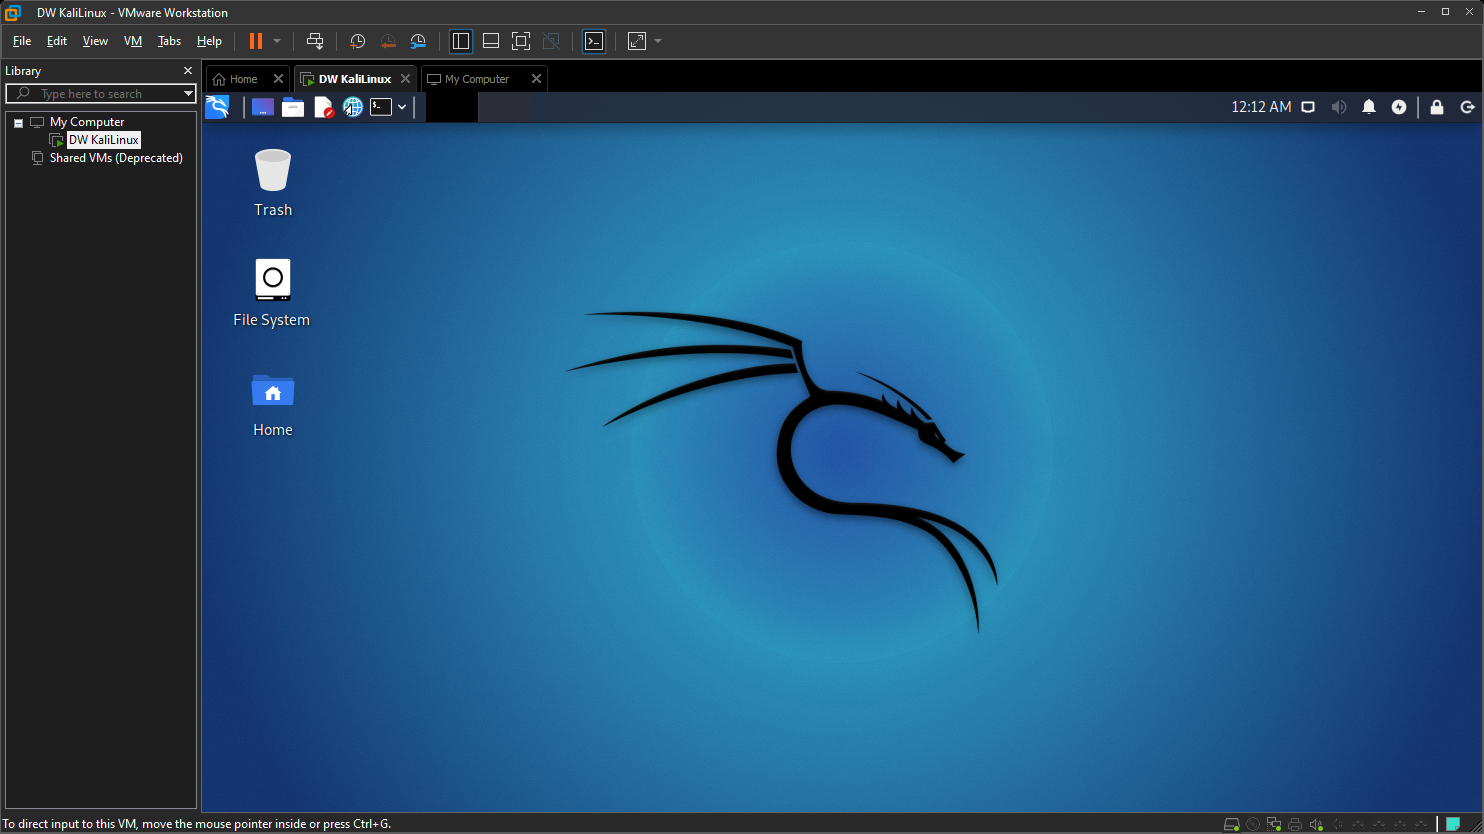 DW KaliLinux - VMware Workstation
File Edit View VM Tabs Help
Library
Type here to search
My Computer
DW KaliLinux
Shared VMs (Deprecated)
Home DW KaliLinux My Computer
12:12 AM
Trash
File System
Home
To direct input to this VM, move the mouse pointer inside or press Ctrl+G.